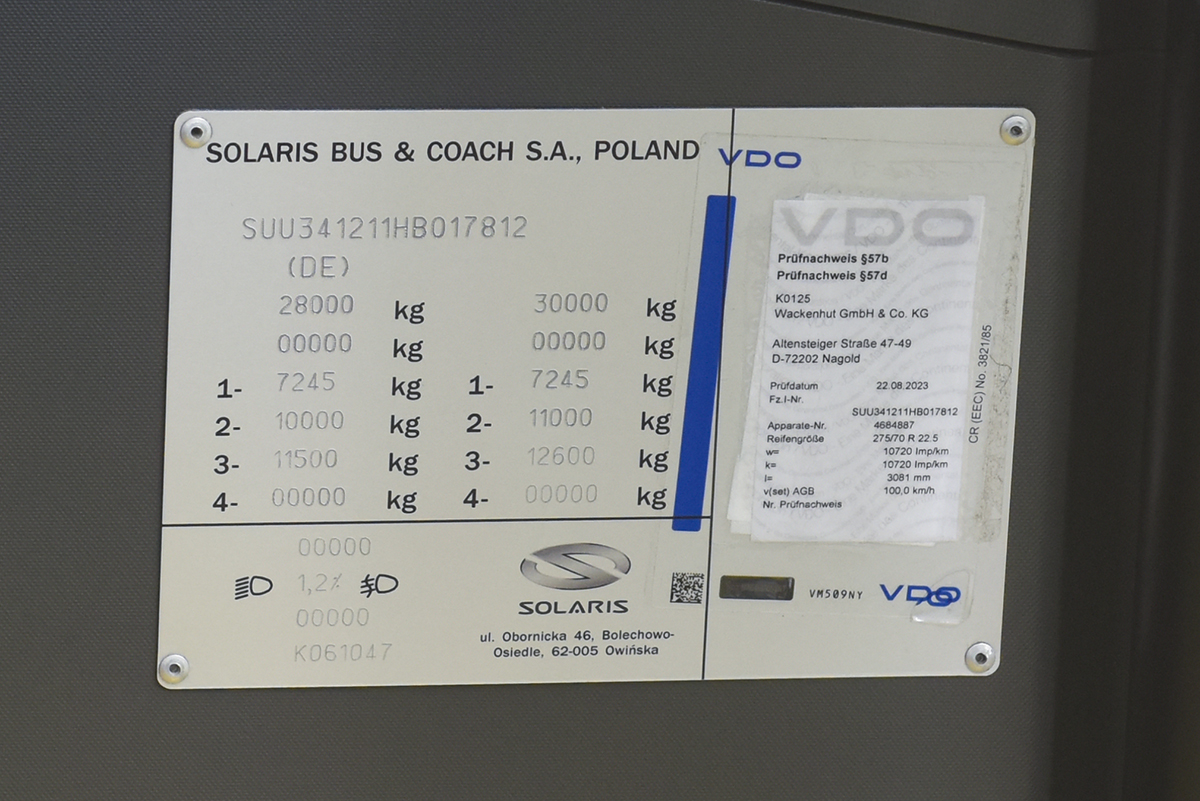 SOLARIS BUS & COACH S.A., POLAND
SUU341211HB017812
(DE)
28000 kg 30000 kg
00000 kg 00000 kg
1- 7245 kg 1- 7245 kg
2- 10000 kg 2- 11000 kg
3- 11500 kg 3- 12600 kg
4- 00000 kg 4- 00000 kg
00000
1,2%
00000
K061047
SOLARIS
ul. Obornicka 46, Bolechowo-
Osiedle, 62-005 Owińska
VDO
VDO
Prüfnachweis §57b
Prüfnachweis §57d
K0125
Wackenhut GmbH & Co. KG
Altensteiger Straße 47-49
D-72202 Nagold
Prüfdatum 22.08.2023
Fz.I-Nr.
SUU341211HB017812
Apparate-Nr. 4684887
Reifengröße 275/70 R 22.5
w= 10720 Imp/km
k= 10720 Imp/km
l= 3081 mm
v(set) AGB 100,0 km/h
Nr. Prüfnachweis
CR (EEC) No. 3821/85
VM509NY
VDO